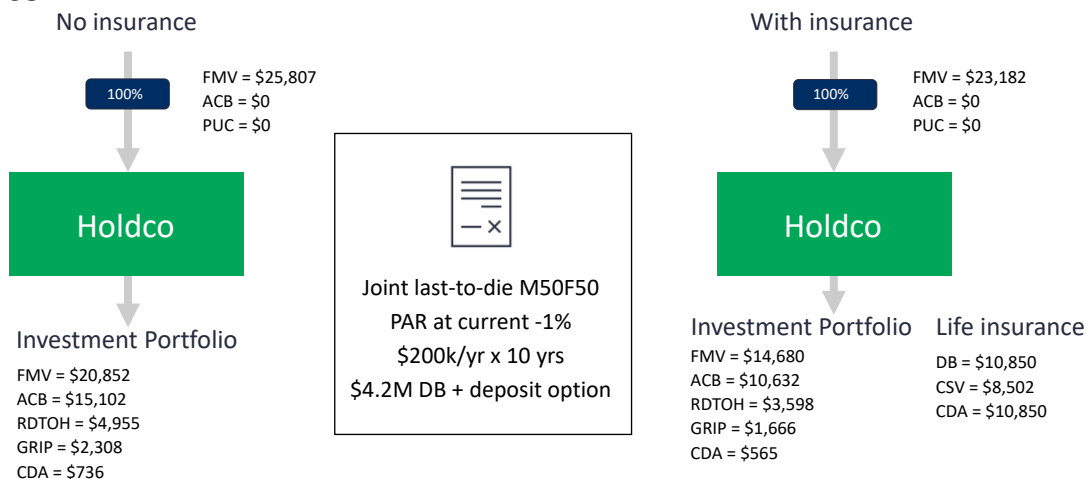 No insurance
100%
FMV = $25,807
ACB = $0
PUC = $0
Holdco
Investment Portfolio
FMV = $20,852
ACB = $15,102
RDTOH = $4,955
GRIP = $2,308
CDA = $736
Joint last-to-die M50F50
PAR at current -1%
$200k/yr x 10 yrs
$4.2M DB + deposit option
With insurance
100%
FMV = $23,182
ACB = $0
PUC = $0
Holdco
Investment Portfolio
FMV = $14,680
ACB = $10,632
RDTOH = $3,598
GRIP = $1,666
CDA = $565
Life insurance
DB = $10,850
CSV = $8,502
CDA = $10,850